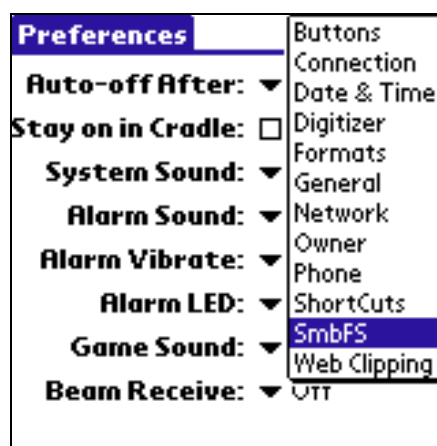 Preferences
Auto-off After:
Stay on in Cradle:
System Sound:
Alarm Sound:
Alarm Vibrate:
Alarm LED:
Game Sound:
Beam Receive:
Buttons
Connection
Date & Time
Digitizer
Formats
General
Network
Owner
Phone
ShortCuts
SmbFS
Web Clipping